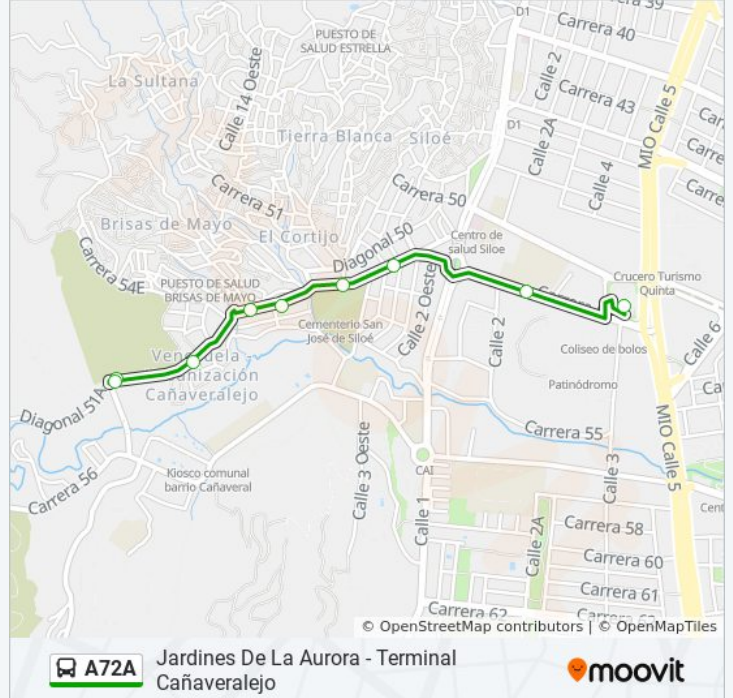 D1
Carrera 40
PUESTO DE
SALUD ESTRELLA
La Sultana
Calle 14 Oeste
Calle 2
MIO Calle 5
Carrera 43
Tierra Blanca
Siloé
D1
Calle 2A
Calle 4
Carrera 51
Carrera 50
Brisas de Mayo
El Cortijo
Diagonal 50
Centro de
salud Siloe
Carrera 54E
PUESTO DE SALUD
BRISAS DE MAYO
Crucero Turismo
Quinta
Cementerio San
José de Siloé
Calle 2 Oeste
Calle 2
Calle 6
Coliseo de bolos
Cañaveralejo
Patinódromo
Diagonal 51A
Carrera 55
MIO Calle 5
Kiosco comunal
barrio Cañaveral
Carrera 56
Calle 3 Oeste
CAI
Calle 3
Calle 1
Calle 2A
Carrera 58
Carrera 60
Carrera 61
Carrera 62
© OpenStreetMap contributors | © OpenMapTiles
A72A
Jardines De La Aurora - Terminal
Cañaveralejo
moovit